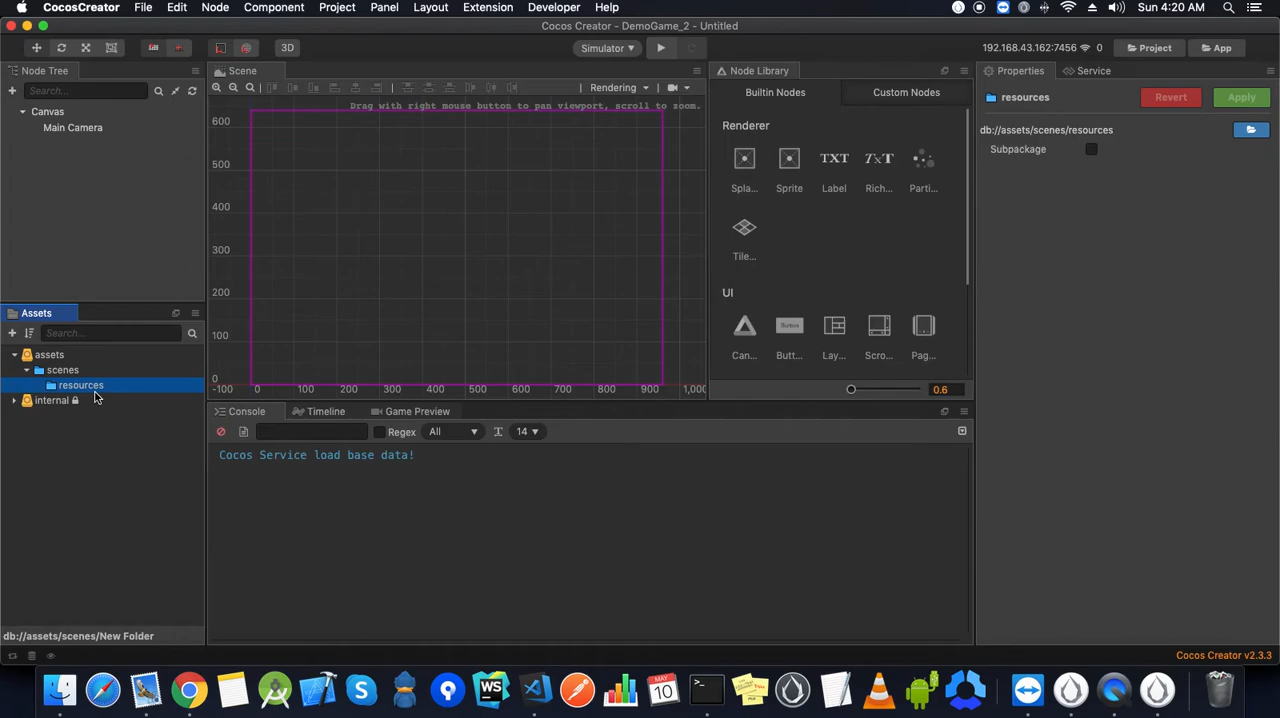 CocosCreator File Edit Node Component Project Panel Layout Extension Developer Help Sun 4:20 AM
Cocos Creator - DemoGame_2 - Untitled
3D Simulator 192.168.43.162:7456 0 Project App
Node Tree
Search...
Canvas
Main Camera
Scene
Rendering
Drag with right mouse button to pan viewport, scroll to zoom.
600
500
400
300
200
100
0
-100 0 100 200 300 400 500 600 700 800 900 1,000
Node Library
Builtin Nodes Custom Nodes
Renderer
Spla... Sprite Label Rich... Parti...
TXT TxT
Tile...
UI
Button
Can... Butt... Lay... Scro... Pag...
0.6
Properties Service
resources Revert Apply
db://assets/scenes/resources
Subpackage
Assets
Search...
assets
scenes
resources
internal
db://assets/scenes/New Folder
Console Timeline Game Preview
Regex All 14
Cocos Service load base data!
Cocos Creator v2.3.3
WS
MAY
10
>_